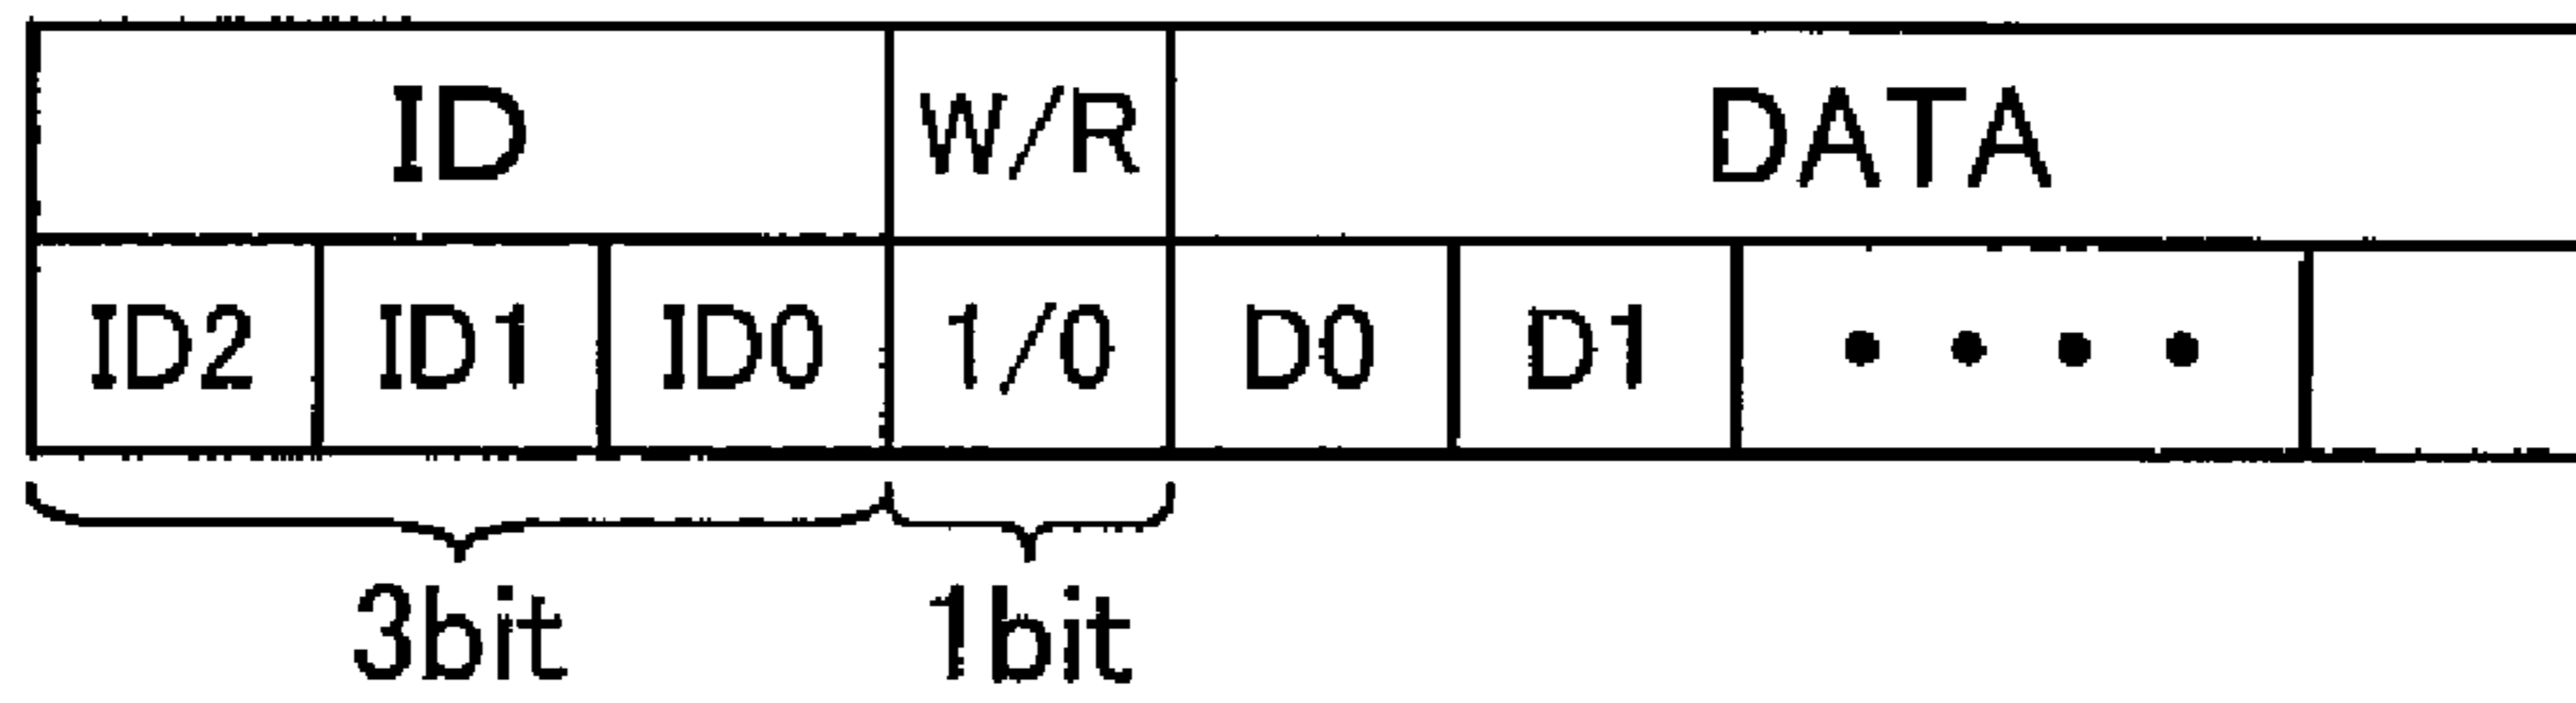 ID W/R DATA
ID2 ID1 ID0 1/0 D0 D1 ••••
3bit 1bit